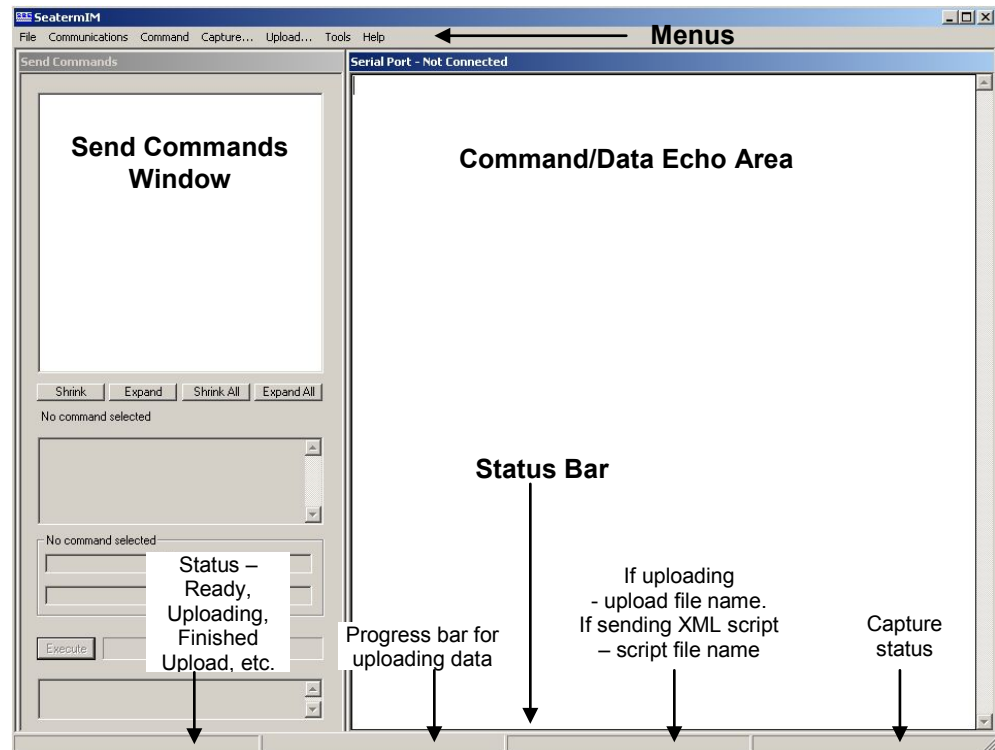 SeatermIM
File Communications Command Capture... Upload... Tools Help
Menus
Send Commands
Serial Port - Not Connected
Send Commands
Window
Command/Data Echo Area
Shrink Expand Shrink All Expand All
No command selected
Status Bar
No command selected
Status –
Ready,
Uploading,
Finished
Upload, etc.
Execute
Progress bar for
uploading data
If uploading
- upload file name.
If sending XML script
– script file name
Capture
status